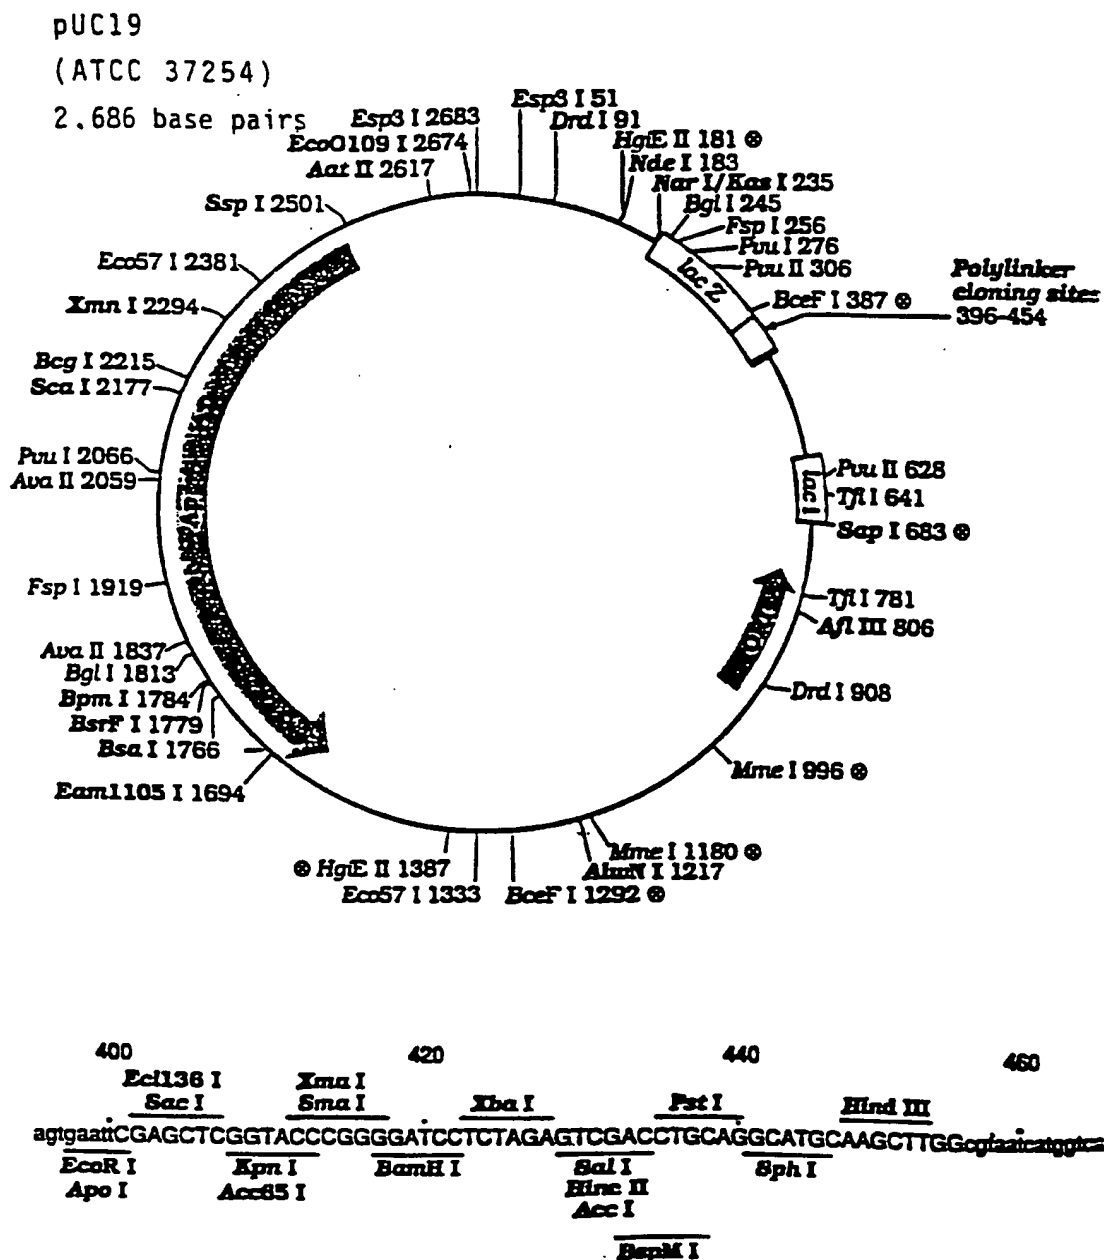 pUC19
(ATCC 37254)
2.686 base pairs
Esp3 I 2683
EcoO109 I 2674
Aat II 2617
Ssp I 2501
Eco57 I 2381
Xmn I 2294
Bcg I 2215
Sca I 2177
Pvu I 2066
Ava II 2059
Fsp I 1919
Ava II 1837
Bgl I 1813
Bpm I 1784
BsrF I 1779
Bsa I 1766
Eam1105 I 1694
Esp3 I 51
Drd I 91
HgiE II 181 ⊗
Nde I 183
Nar I/Kas I 235
Bgl I 245
Fsp I 256
Pvu I 276
Pvu II 306
BceF I 387 ⊗
Polylinker
cloning sites
396-454
lac Z
lac I
Pvu II 628
Tfi I 641
Sap I 683 ⊗
Tfi I 781
Afl III 806
ORI
Drd I 908
Mme I 996 ⊗
Mme I 1180 ⊗
AlwN I 1217
BceF I 1292 ⊗
Eco57 I 1333
⊗ HgiE II 1387
400 420 440 460
Ecl136 I Xma I
Sac I Sma I Xba I Pst I Hind III
agtgaattCGAGCTCGGTACCCGGGGATCCTCTAGAGTCGACCTGCAGGCATGCAAGCTTGGcgtaatcatggtca
EcoR I Kpn I BamH I Sal I Sph I
Apo I Acc65 I Hinc II
Acc I
BspM I